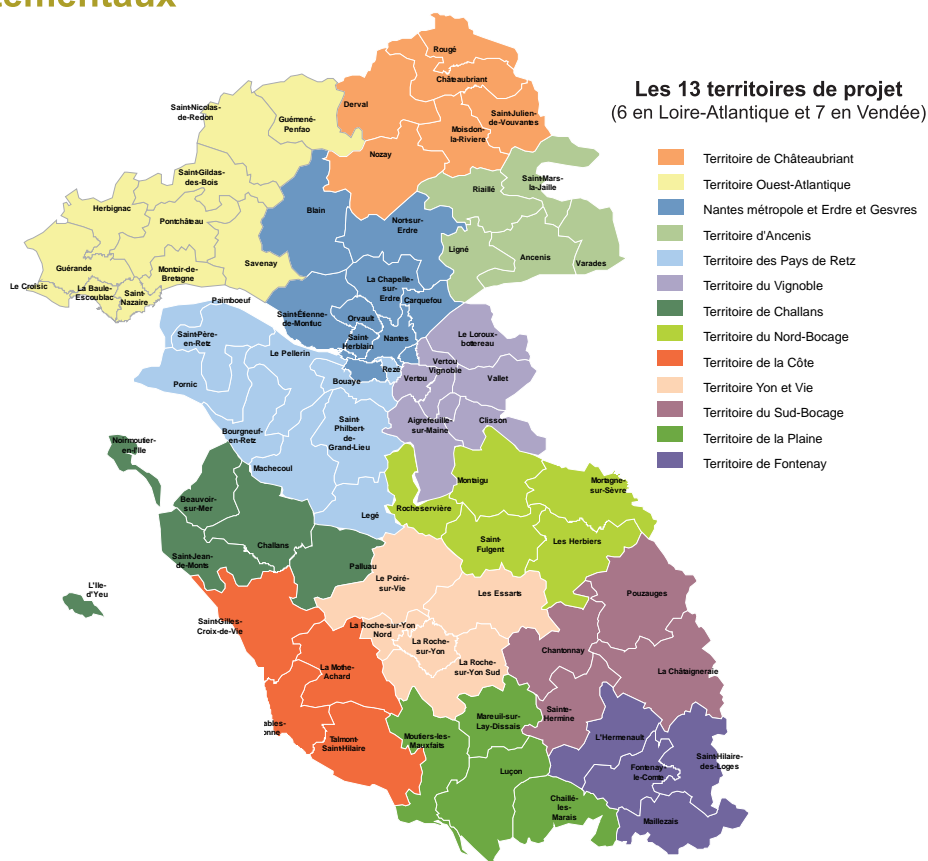 Les 13 territoires de projet
(6 en Loire-Atlantique et 7 en Vendée)
Territoire de Châteaubriant
Territoire Ouest-Atlantique
Nantes métropole et Erdre et Gesvres
Territoire d'Ancenis
Territoire des Pays de Retz
Territoire du Vignoble
Territoire de Challans
Territoire du Nord-Bocage
Territoire de la Côte
Territoire Yon et Vie
Territoire du Sud-Bocage
Territoire de la Plaine
Territoire de Fontenay
Rougé
Châteaubriant
Derval
Saint-Julien-
de-Vouvantes
Moisdon-
la-Riviere
Nozay
Saint-Nicolas-
de-Redon
Guémené-
Penfao
Saint-Gildas-
des-Bois
Saint-Mars-
la-Jaille
Riaillé
Herbignac
Pontchâteau
Blain
Nort-sur-
Erdre
Ligné
Ancenis
Varades
Guérande
Savenay
Montoir-de-
Bretagne
Le Croisic
La Baule-
Escoublac
Saint-
Nazaire
La Chapelle-
sur-
Erdre
Carquefou
Paimboeuf
Saint-Étienne-
de-Montluc
Orvault
Saint-
Herblain
Nantes
Saint-Père-
en-Retz
Le Pellerin
Le Loroux-
bottereau
Rezé
Vertou
Vignoble
Bouaye
Vertou
Vallet
Pornic
Saint-
Philbert-
de-
Grand-Lieu
Aigrefeuille-
sur-Maine
Clisson
Bourgneuf-
en-Retz
Machecoul
Noirmoutier-
en-l'Ile
Legé
Rocheservière
Montaigu
Mortagne-
sur-Sèvre
Beauvoir-
sur-Mer
Challans
Saint-
Fulgent
Les Herbiers
Saint-Jean-
de-Monts
Palluau
L'Ile-
d'Yeu
Le Poiré-
sur-Vie
Les Essarts
Pouzauges
Saint-Gilles-
Croix-de-Vie
La Roche-sur-Yon
Nord
La Roche-
sur-Yon
Chantonnay
La Mothe-
Achard
La Roche-
sur-Yon Sud
La Châtaigneraie
Sainte-
Hermine
Mareuil-sur-
Lay-Dissais
Talmont-
Saint-Hilaire
Moutiers-les-
Mauxfaits
L'Hermenault
Saint-Hilaire-
des-Loges
Luçon
Fontenay-
le-Comte
Chaillé-
les-
Marais
Maillezais